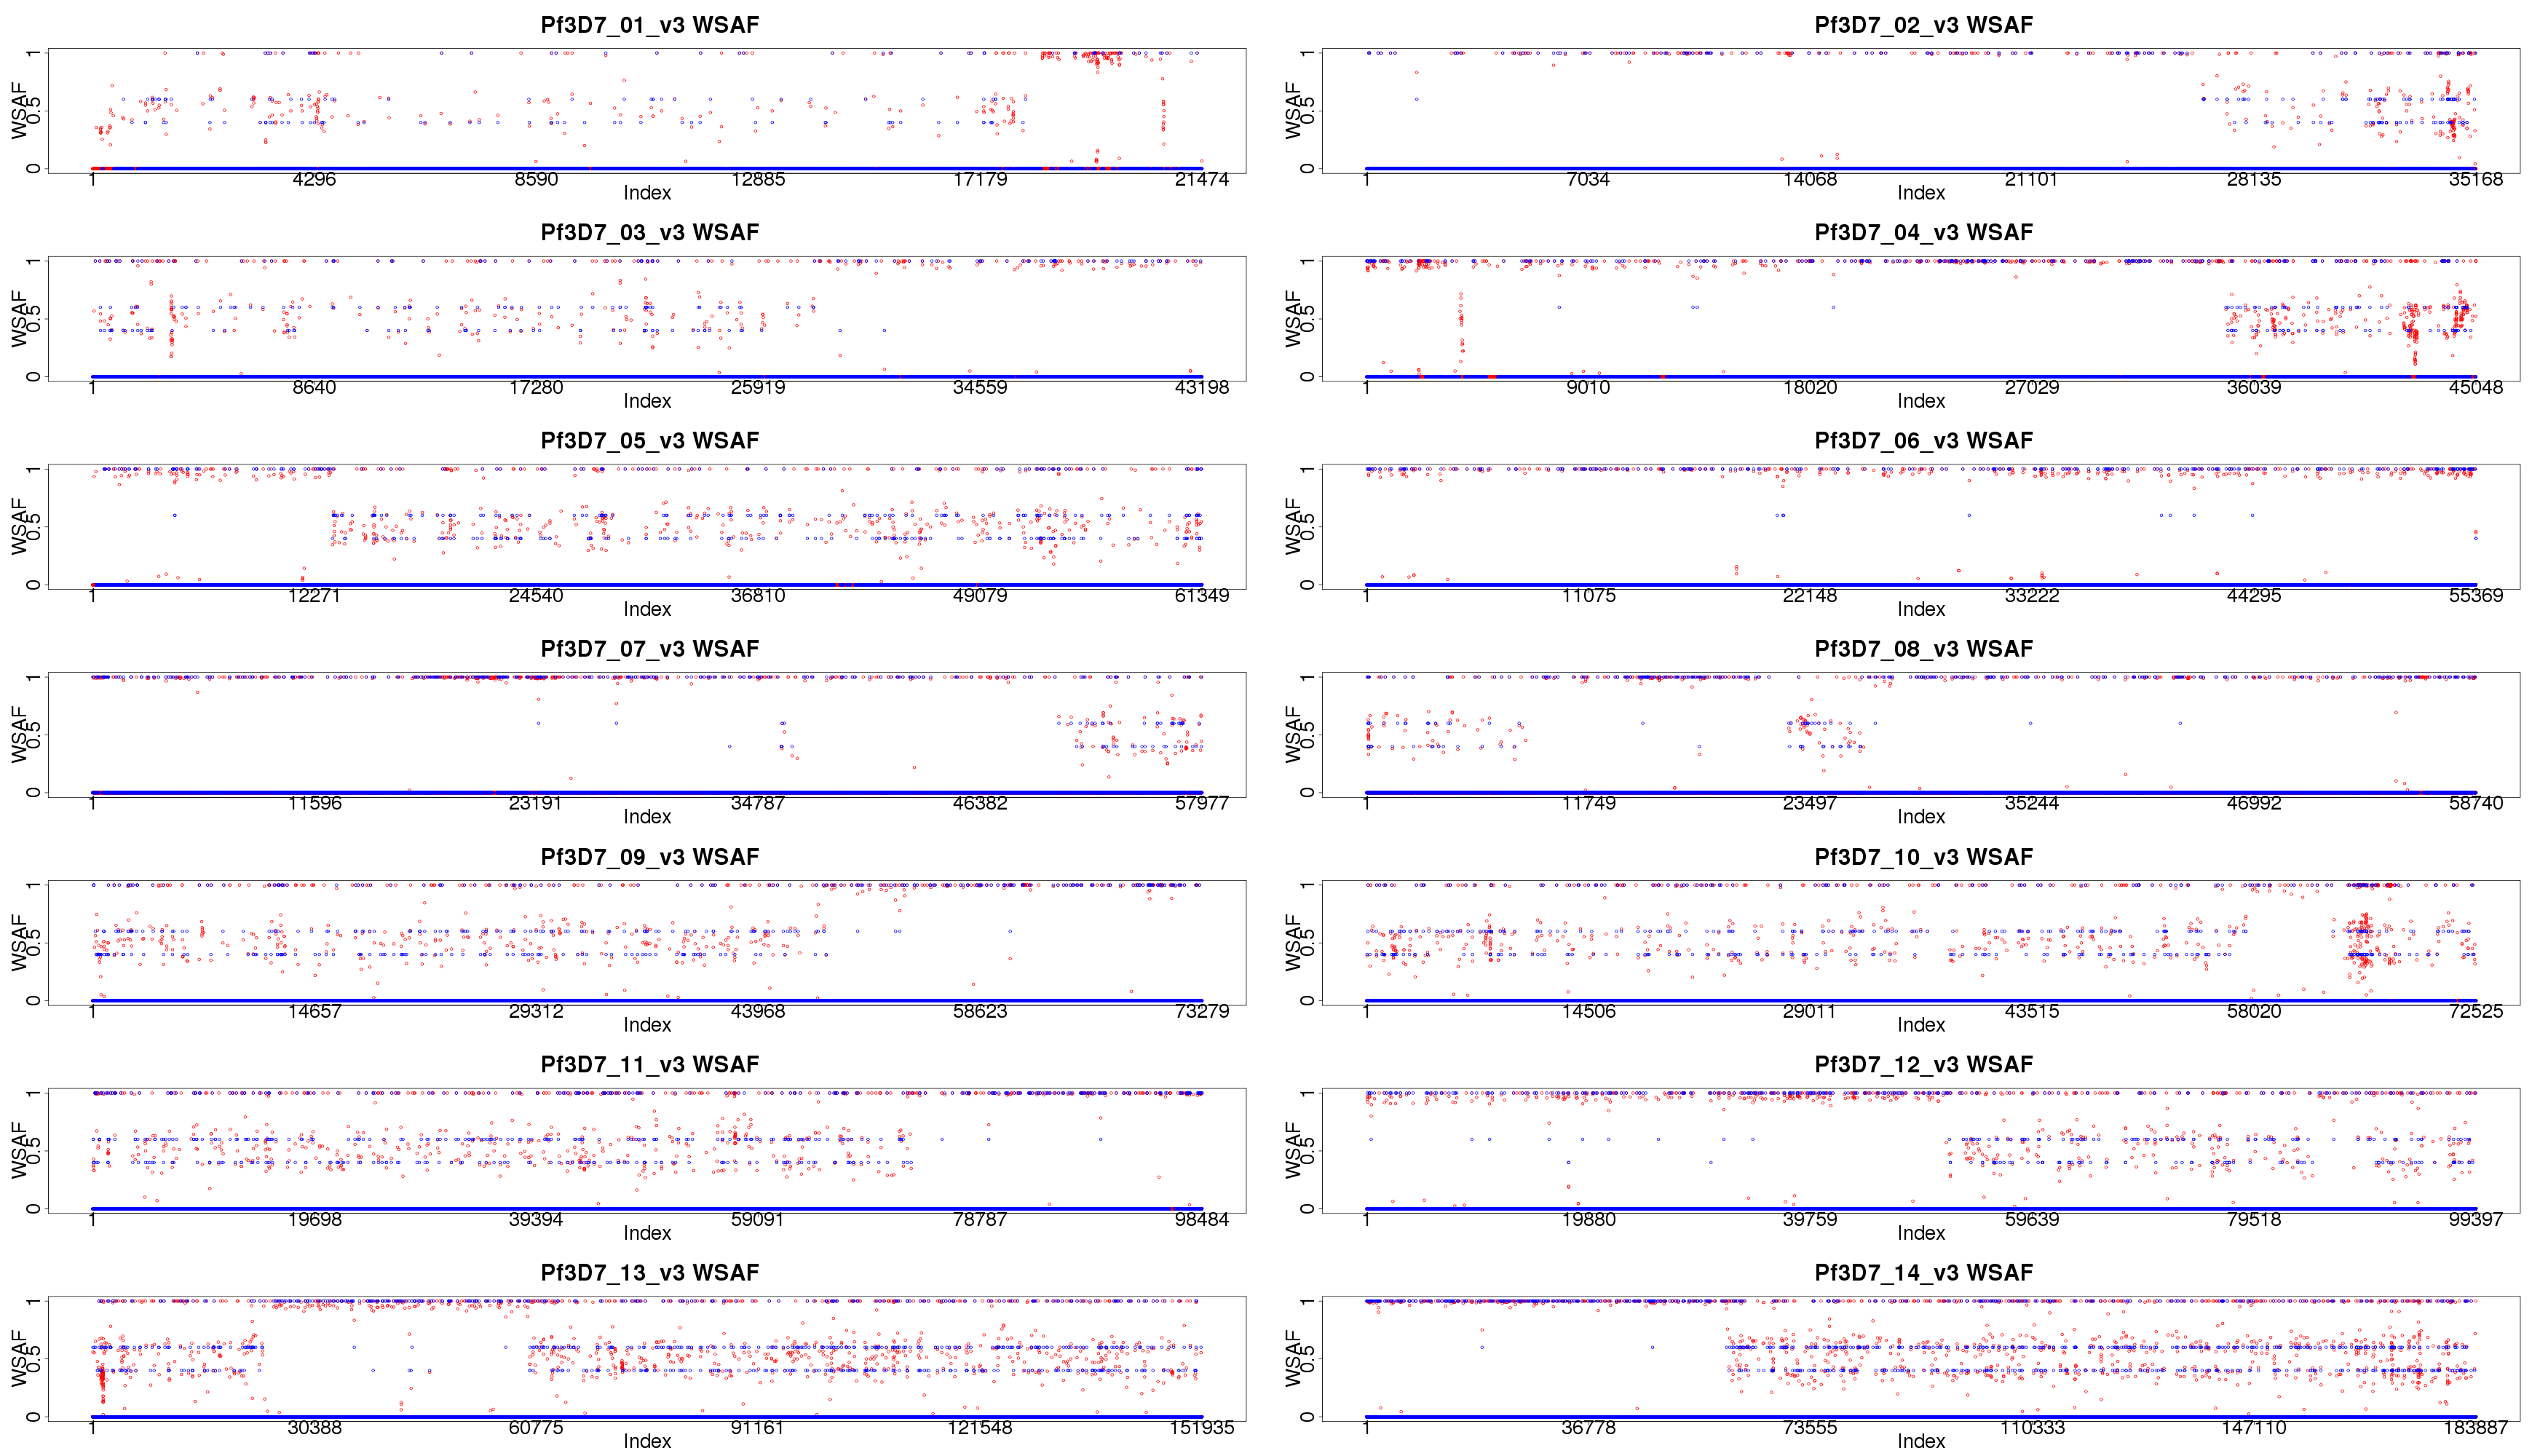 Pf3D7_01_v3 WSAF
WSAF
0 0.5 1
1 4296 8590 12885 17179 21474
Index
Pf3D7_02_v3 WSAF
WSAF
0 0.5 1
1 7034 14068 21101 28135 35168
Index
Pf3D7_03_v3 WSAF
WSAF
0 0.5 1
1 8640 17280 25919 34559 43198
Index
Pf3D7_04_v3 WSAF
WSAF
0 0.5 1
1 9010 18020 27029 36039 45048
Index
Pf3D7_05_v3 WSAF
WSAF
0 0.5 1
1 12271 24540 36810 49079 61349
Index
Pf3D7_06_v3 WSAF
WSAF
0 0.5 1
1 11075 22148 33222 44295 55369
Index
Pf3D7_07_v3 WSAF
WSAF
0 0.5 1
1 11596 23191 34787 46382 57977
Index
Pf3D7_08_v3 WSAF
WSAF
0 0.5 1
1 11749 23497 35244 46992 58740
Index
Pf3D7_09_v3 WSAF
WSAF
0 0.5 1
1 14657 29312 43968 58623 73279
Index
Pf3D7_10_v3 WSAF
WSAF
0 0.5 1
1 14506 29011 43515 58020 72525
Index
Pf3D7_11_v3 WSAF
WSAF
0 0.5 1
1 19698 39394 59091 78787 98484
Index
Pf3D7_12_v3 WSAF
WSAF
0 0.5 1
1 19880 39759 59639 79518 99397
Index
Pf3D7_13_v3 WSAF
WSAF
0 0.5 1
1 30388 60775 91161 121548 151935
Index
Pf3D7_14_v3 WSAF
WSAF
0 0.5 1
1 36778 73555 110333 147110 183887
Index